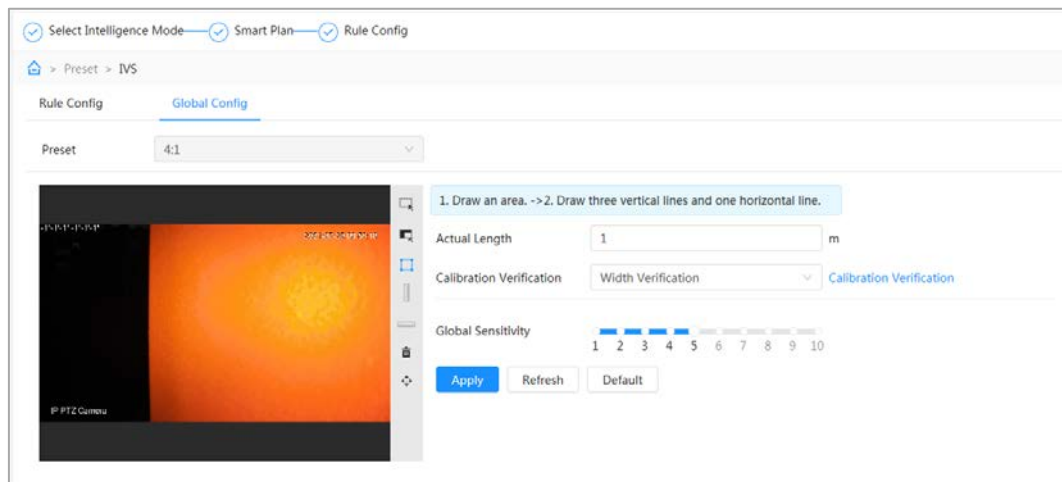 Select Intelligence Mode Smart Plan Rule Config
> Preset > IVS
Rule Config Global Config
Preset 4:1
1. Draw an area. ->2. Draw three vertical lines and one horizontal line.
Actual Length 1 m
Calibration Verification Width Verification Calibration Verification
Global Sensitivity
1 2 3 4 5 6 7 8 9 10
Apply Refresh Default
IP PTZ Camera